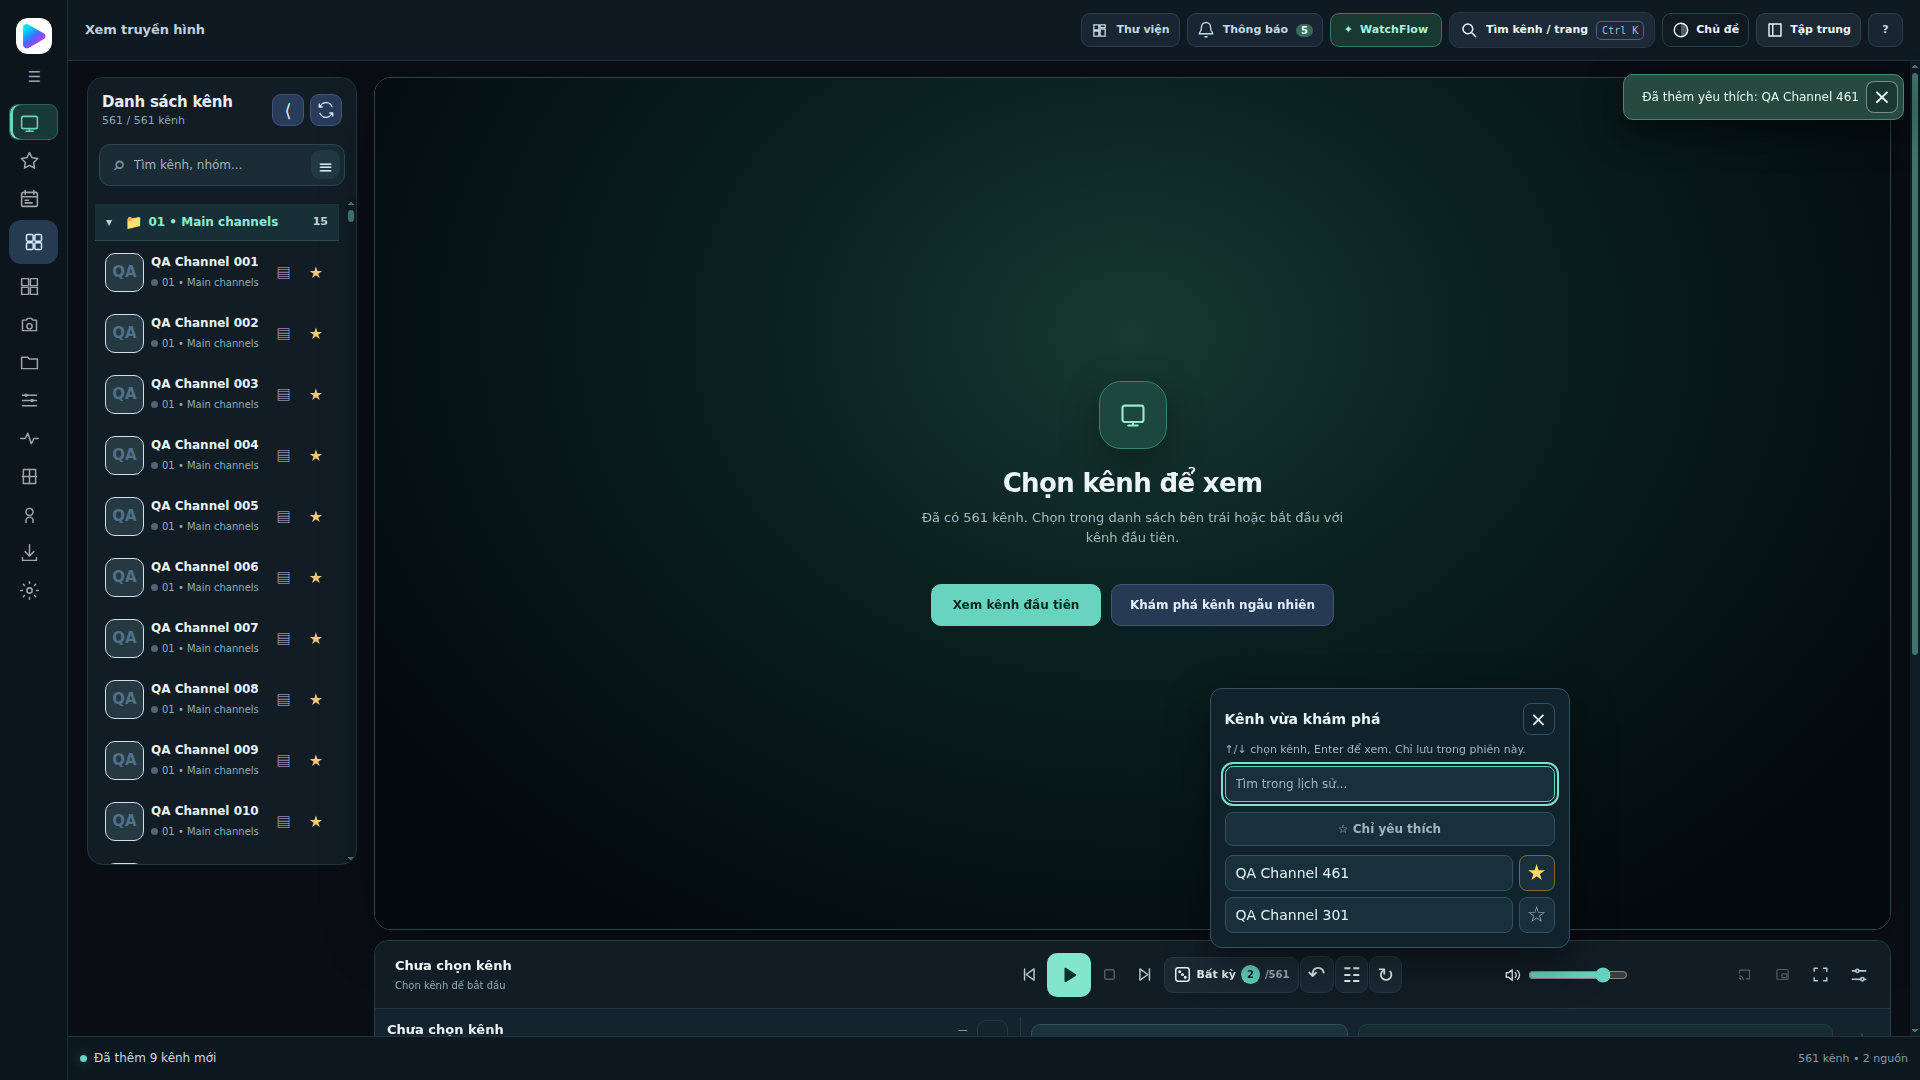 Xem truyền hình
Thư viện
Thông báo 5
✦ WatchFlow
Tìm kênh / trang Ctrl K
Chủ đề
Tập trung
?
Đã thêm yêu thích: QA Channel 461
Danh sách kênh
561 / 561 kênh
Tìm kênh, nhóm...
01 • Main channels 15
QA QA Channel 001
01 • Main channels
QA QA Channel 002
01 • Main channels
QA QA Channel 003
01 • Main channels
QA QA Channel 004
01 • Main channels
QA QA Channel 005
01 • Main channels
QA QA Channel 006
01 • Main channels
QA QA Channel 007
01 • Main channels
QA QA Channel 008
01 • Main channels
QA QA Channel 009
01 • Main channels
QA QA Channel 010
01 • Main channels
Chọn kênh để xem
Đã có 561 kênh. Chọn trong danh sách bên trái hoặc bắt đầu với
kênh đầu tiên.
Xem kênh đầu tiên
Khám phá kênh ngẫu nhiên
Kênh vừa khám phá
↑/↓ chọn kênh, Enter để xem. Chỉ lưu trong phiên này.
Tìm trong lịch sử...
☆ Chỉ yêu thích
QA Channel 461
QA Channel 301
Chưa chọn kênh
Chọn kênh để bắt đầu
Bất kỳ 2 /561
Chưa chọn kênh
Đã thêm 9 kênh mới
561 kênh • 2 nguồn